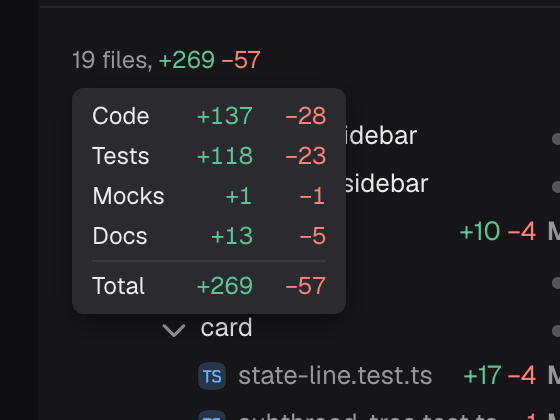 19 files, +269 −57
Code +137 −28
idebar
Tests +118 −23
sidebar
Mocks +1 −1
+10 −4 M
Docs +13 −5
Total +269 −57
card
TS state-line.test.ts +17 −4 M